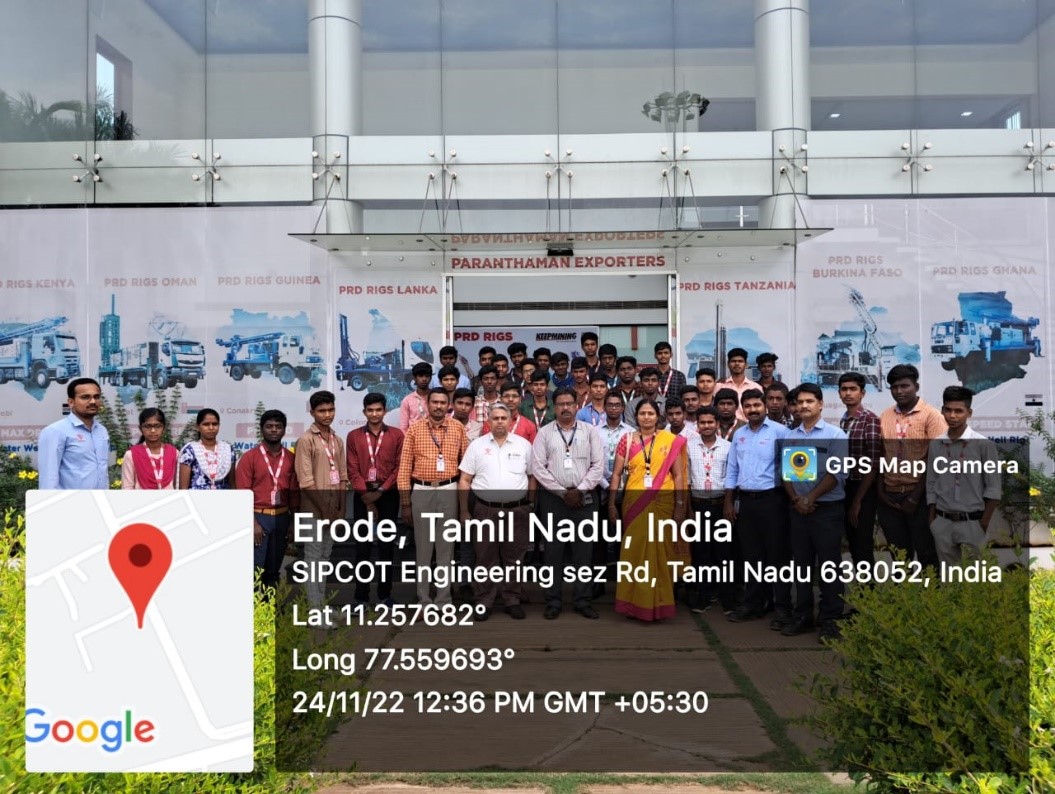 PARANTHAMAN EXPORTERS
PARANTHAMAN EXPORTERS
PRD RIGS KENYA
PRD RIGS OMAN
PRD RIGS GUINEA
PRD RIGS LANKA
PRD RIGS TANZANIA
PRD RIGS
BURKINA FASO
PRD RIGS GHANA
PRD RIGS
KEEPMINING
GPS Map Camera
Erode, Tamil Nadu, India
SIPCOT Engineering sez Rd, Tamil Nadu 638052, India
Lat 11.257682°
Long 77.559693°
24/11/22 12:36 PM GMT +05:30
Google